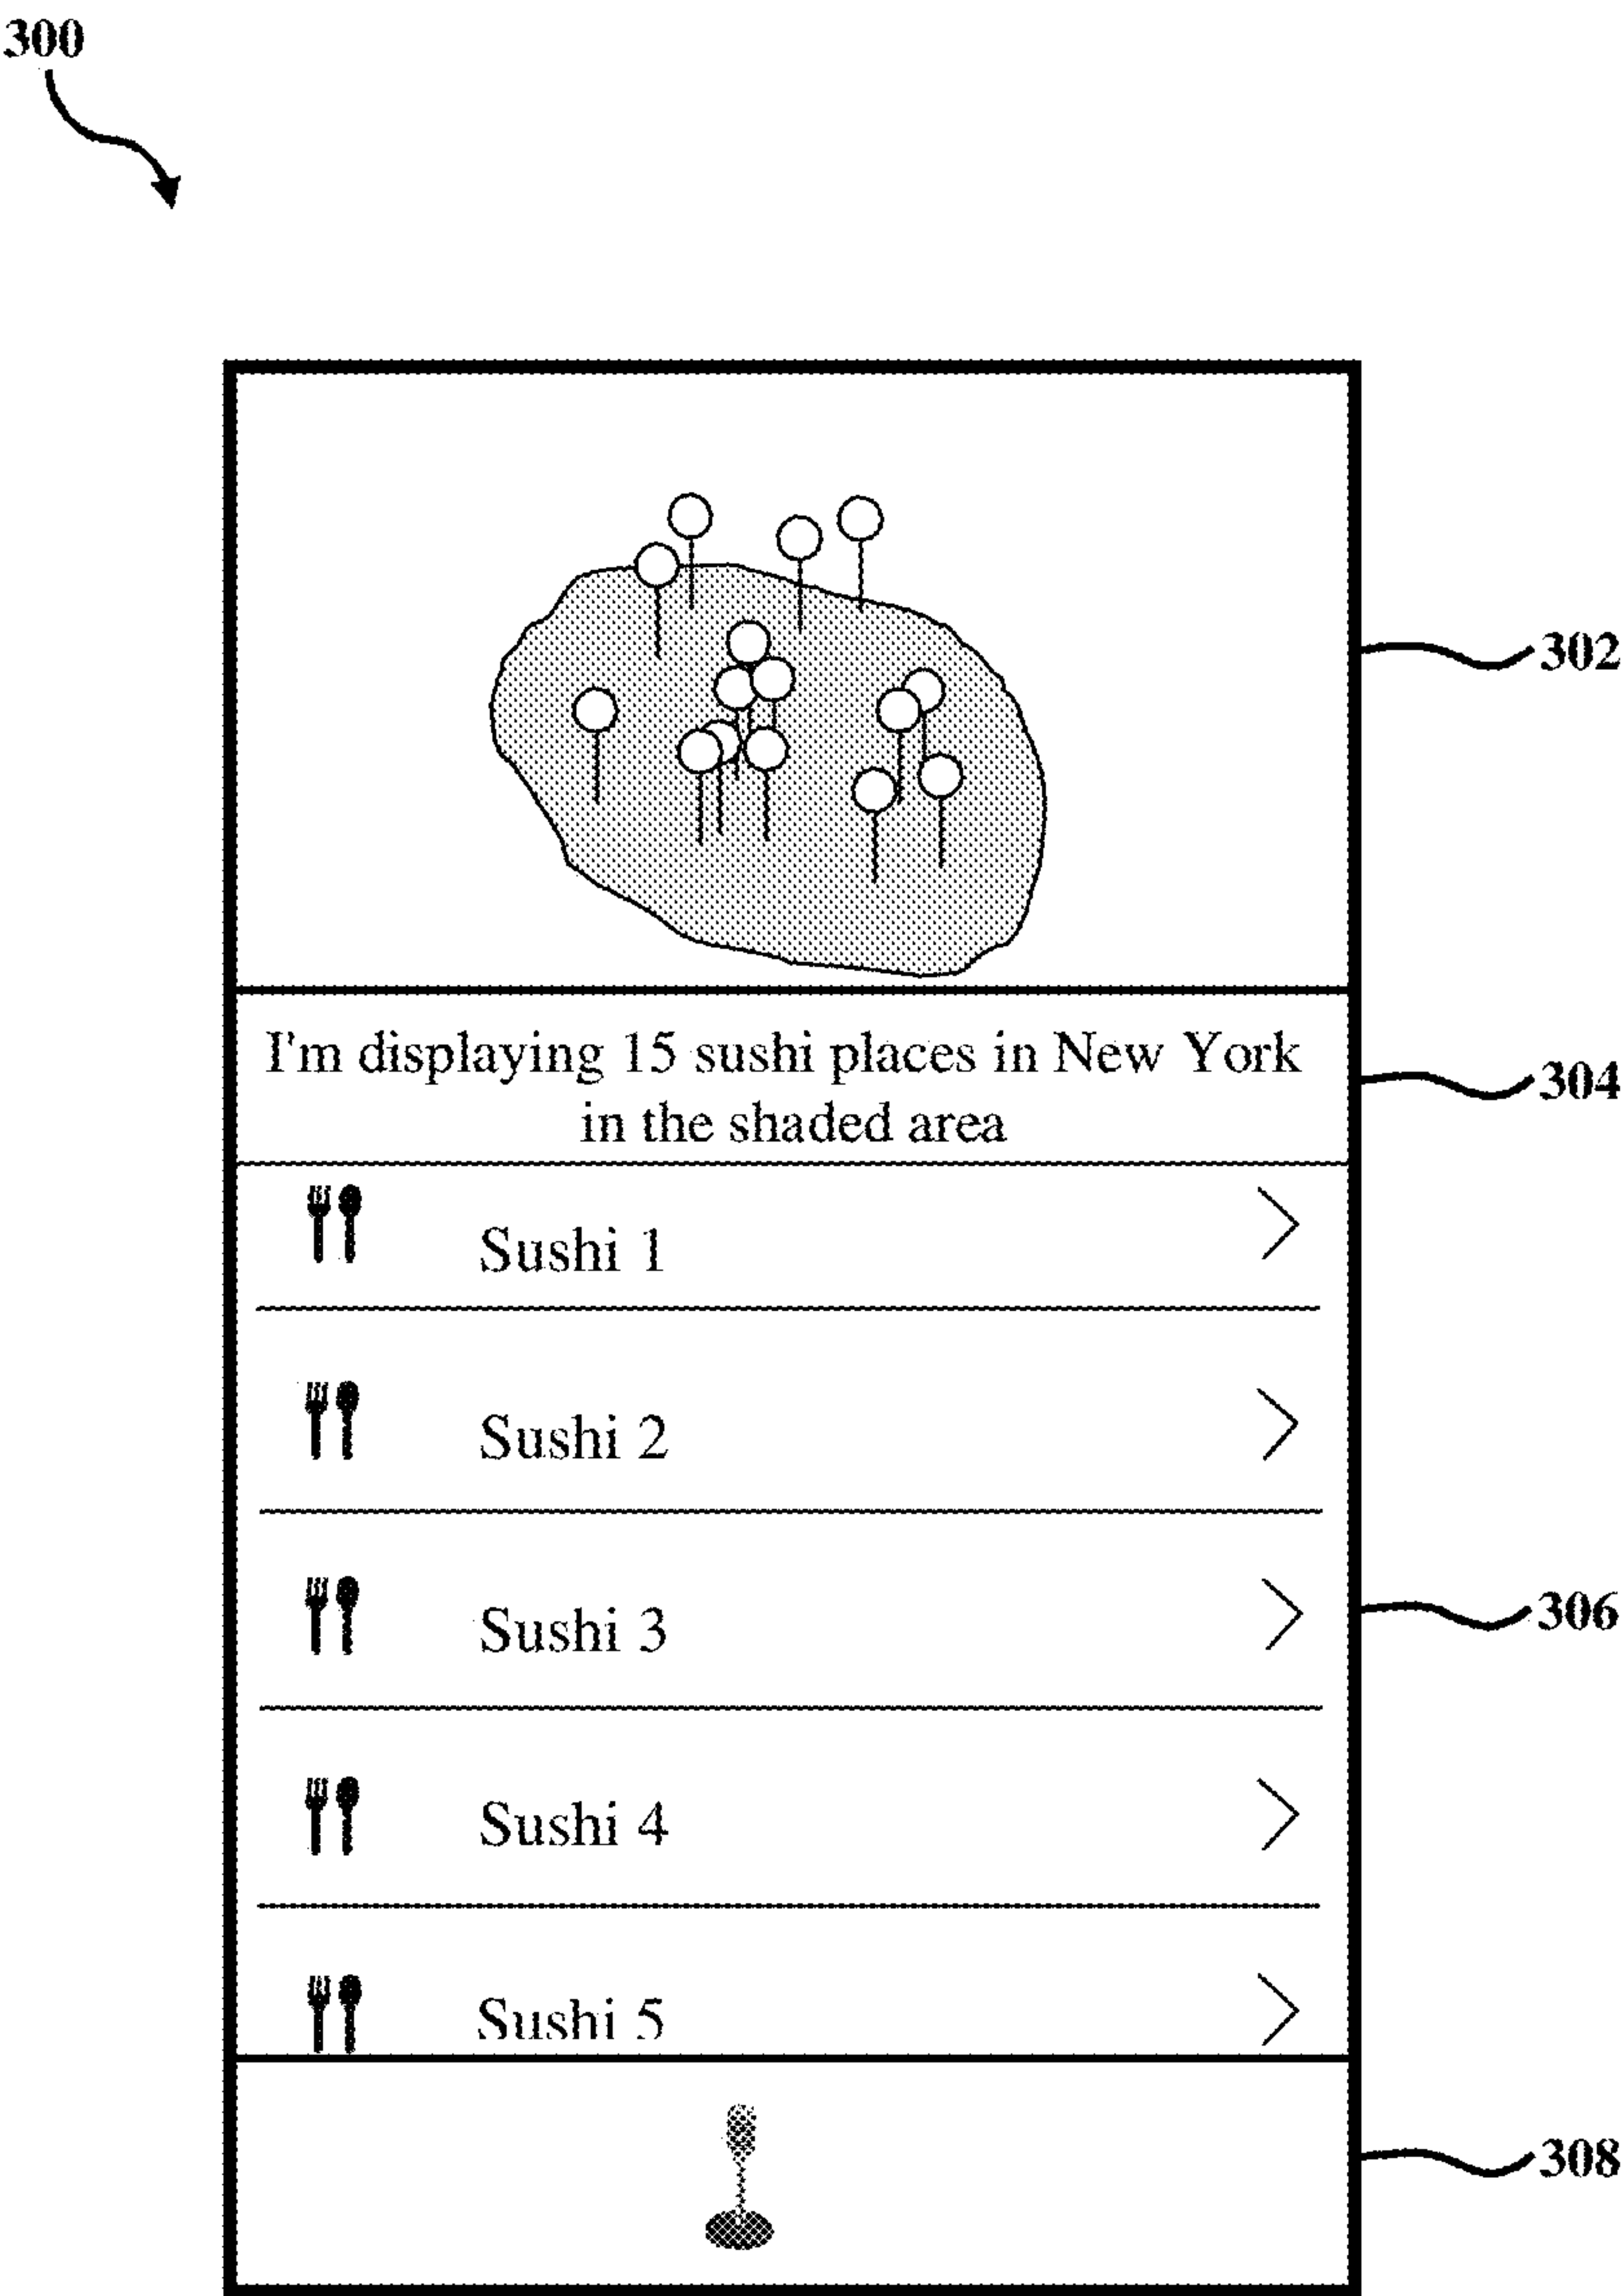 300
302
I'm displaying 15 sushi places in New York
in the shaded area
304
Sushi 1
Sushi 2
Sushi 3
306
Sushi 4
Sushi 5
308